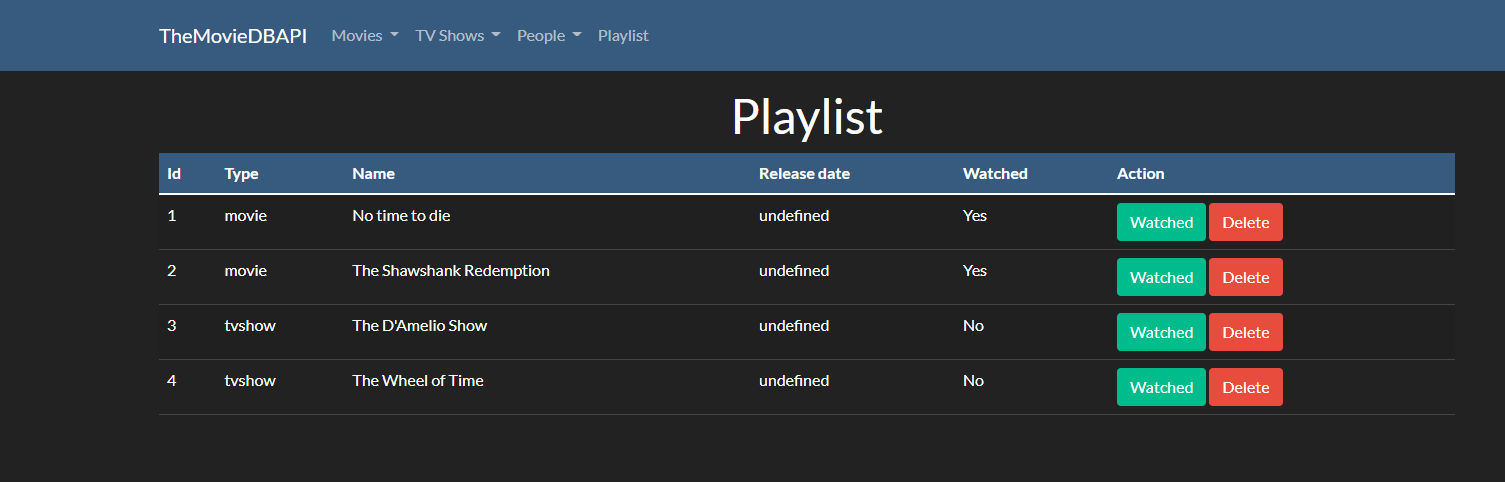 TheMovieDBAPI Movies TV Shows People Playlist
Playlist
Id Type Name Release date Watched Action
1 movie No time to die undefined Yes Watched Delete
2 movie The Shawshank Redemption undefined Yes Watched Delete
3 tvshow The D'Amelio Show undefined No Watched Delete
4 tvshow The Wheel of Time undefined No Watched Delete